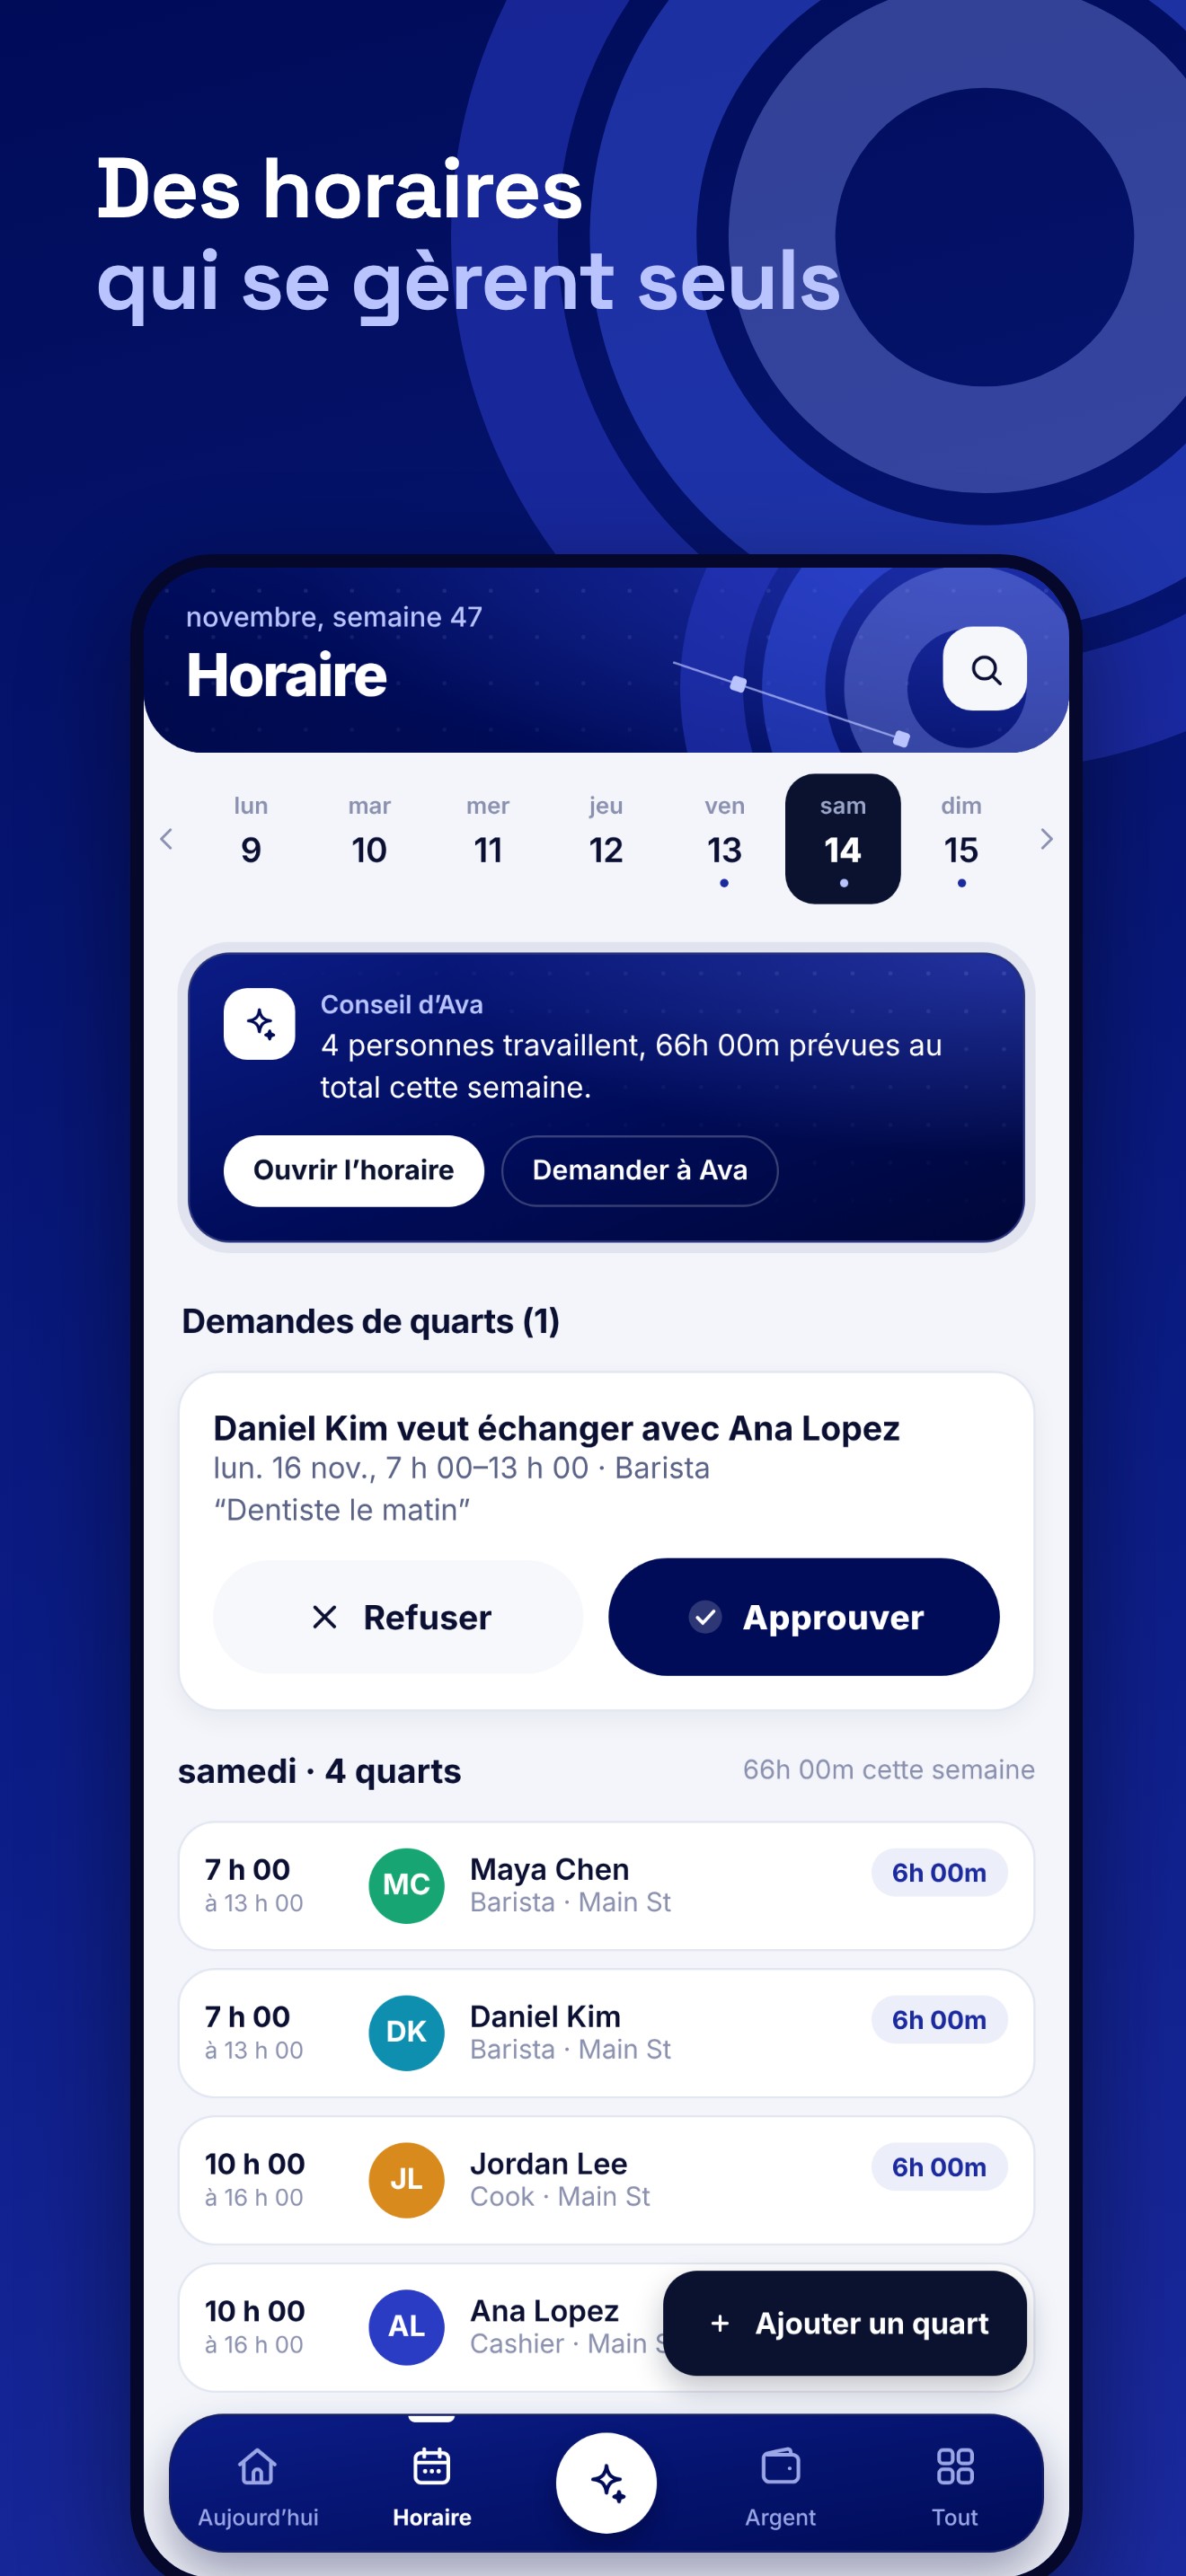 Des horaires
qui se gèrent seuls
novembre, semaine 47
Horaire
lun mar mer jeu ven sam dim
9 10 11 12 13 14 15
Conseil d’Ava
4 personnes travaillent, 66h 00m prévues au
total cette semaine.
Ouvrir l’horaire Demander à Ava
Demandes de quarts (1)
Daniel Kim veut échanger avec Ana Lopez
lun. 16 nov., 7 h 00–13 h 00 · Barista
“Dentiste le matin”
Refuser Approuver
samedi · 4 quarts 66h 00m cette semaine
7 h 00 MC Maya Chen 6h 00m
à 13 h 00 Barista · Main St
7 h 00 DK Daniel Kim 6h 00m
à 13 h 00 Barista · Main St
10 h 00 JL Jordan Lee 6h 00m
à 16 h 00 Cook · Main St
10 h 00 AL Ana Lopez
à 16 h 00 Cashier · Main
+ Ajouter un quart
Aujourd’hui Horaire Argent Tout